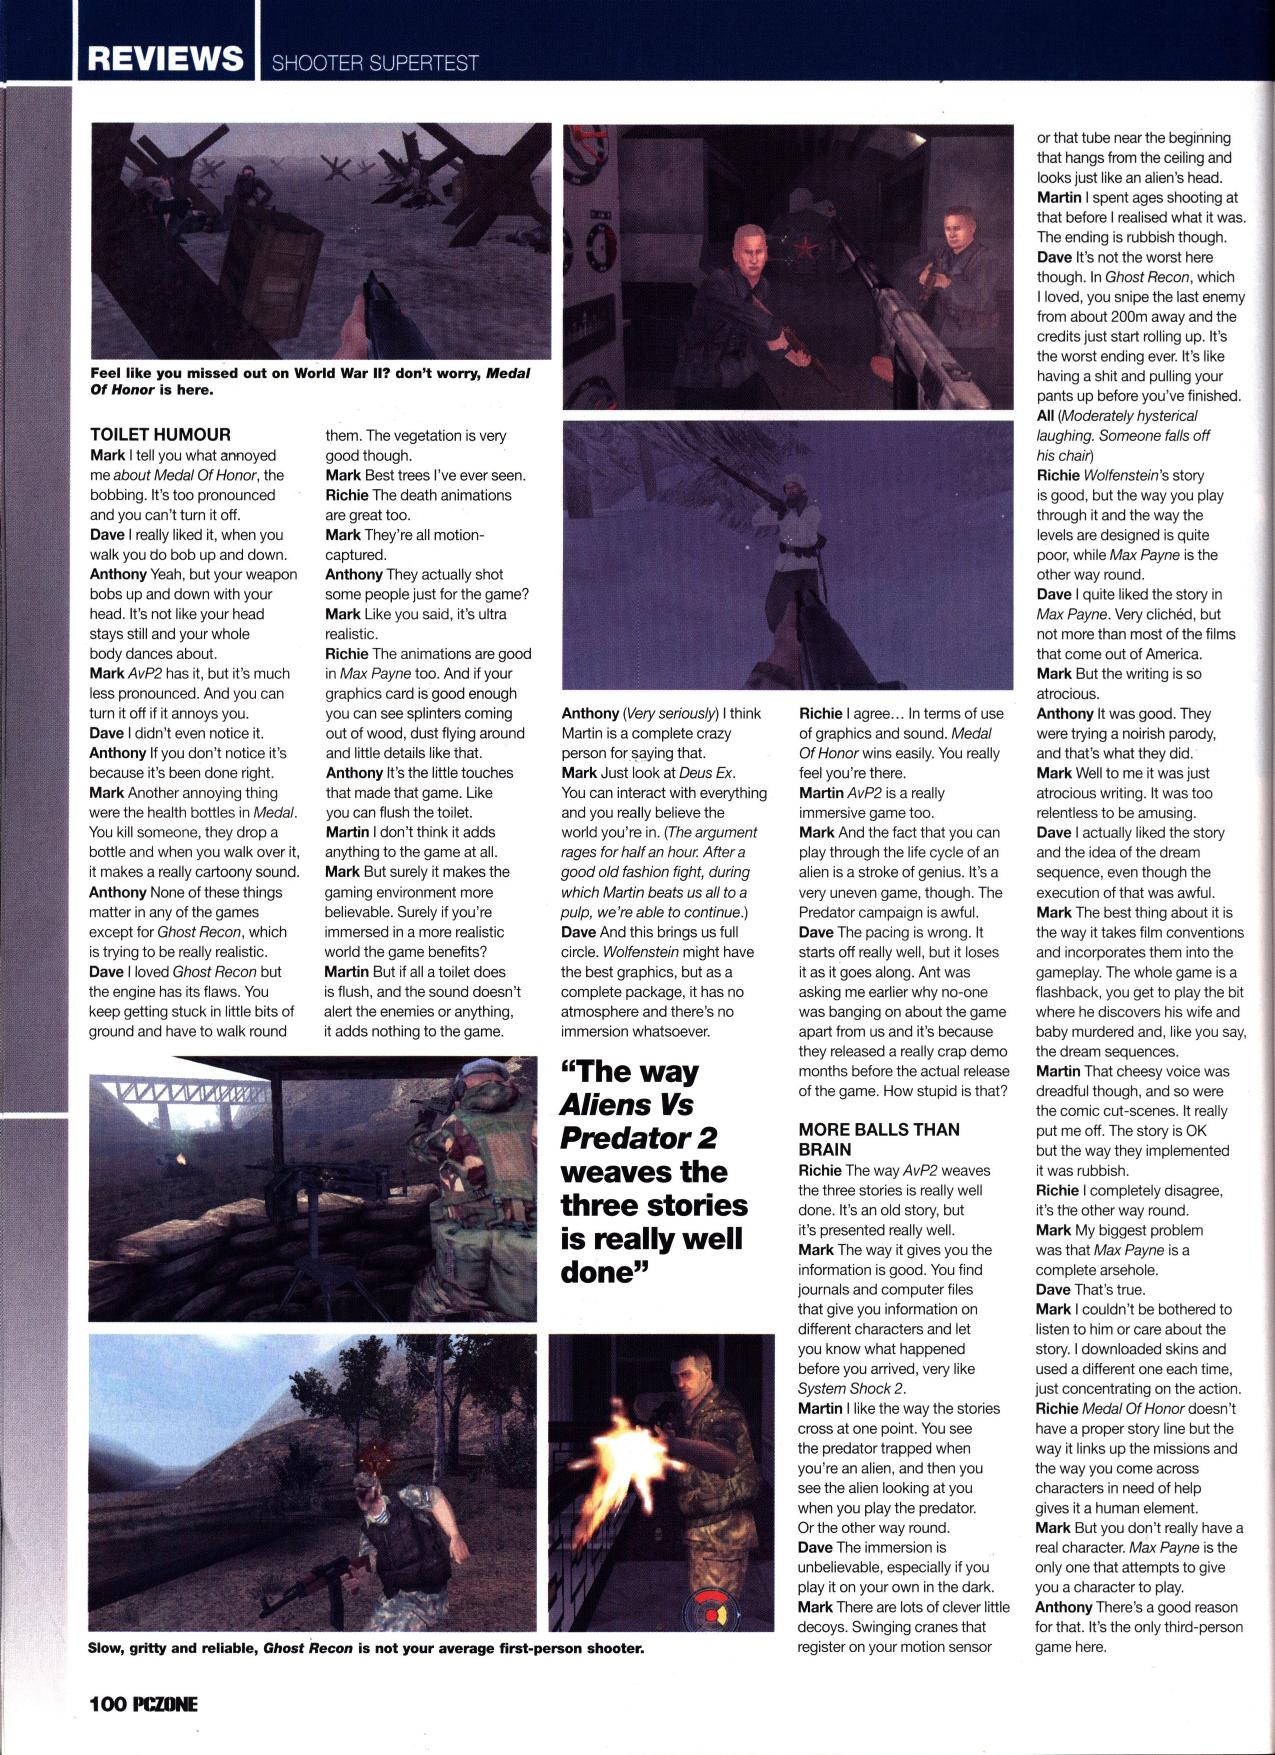 REVIEWS
SHOOTER SUPERTEST
Feel like you missed out on World War II? don't worry, Medal
Of Honor is here.
TOILET HUMOUR
Mark I tell you what annoyed
me about Medal Of Honor, the
bobbing. It's too pronounced
and you can't turn it off.
Dave I really liked it, when you
walk you do bob up and down.
Anthony Yeah, but your weapon
bobs up and down with your
head. It's not like your head
stays still and your whole
body dances about.
Mark AvP2 has it, but it's much
less pronounced. And you can
turn it off if it annoys you.
Dave I didn't even notice it.
Anthony If you don't notice it's
because it's been done right.
Mark Another annoying thing
were the health bottles in Medal.
You kill someone, they drop a
bottle and when you walk over it,
it makes a really cartoony sound.
Anthony None of these things
matter in any of the games
except for Ghost Recon, which
is trying to be really realistic.
Dave I loved Ghost Recon but
the engine has its flaws. You
keep getting stuck in little bits of
ground and have to walk round
them. The vegetation is very
good though.
Mark Best trees I've ever seen.
Richie The death animations
are great too.
Mark They're all motion-
captured.
Anthony They actually shot
some people just for the game?
Mark Like you said, it's ultra
realistic.
Richie The animations are good
in Max Payne too. And if your
graphics card is good enough
you can see splinters coming
out of wood, dust flying around
and little details like that.
Anthony It's the little touches
that made that game. Like
you can flush the toilet.
Martin I don't think it adds
anything to the game at all.
Mark But surely it makes the
gaming environment more
believable. Surely if you're
immersed in a more realistic
world the game benefits?
Martin But if all a toilet does
is flush, and the sound doesn't
alert the enemies or anything,
it adds nothing to the game.
Anthony (Very seriously) I think
Martin is a complete crazy
person for saying that.
Mark Just look at Deus Ex.
You can interact with everything
and you really believe the
world you're in. (The argument
rages for half an hour. After a
good old fashion fight, during
which Martin beats us all to a
pulp, we're able to continue.)
Dave And this brings us full
circle. Wolfenstein might have
the best graphics, but as a
complete package, it has no
atmosphere and there's no
immersion whatsoever.
"The way
Aliens Vs
Predator 2
weaves the
three stories
is really well
done"
Richie I agree... In terms of use
of graphics and sound. Medal
Of Honor wins easily. You really
feel you're there.
Martin AvP2 is a really
immersive game too.
Mark And the fact that you can
play through the life cycle of an
alien is a stroke of genius. It's a
very uneven game, though. The
Predator campaign is awful.
Dave The pacing is wrong. It
starts off really well, but it loses
it as it goes along. Ant was
asking me earlier why no-one
was banging on about the game
apart from us and it's because
they released a really crap demo
months before the actual release
of the game. How stupid is that?
MORE BALLS THAN
BRAIN
Richie The way AvP2 weaves
the three stories is really well
done. It's an old story, but
it's presented really well.
Mark The way it gives you the
information is good. You find
journals and computer files
that give you information on
different characters and let
you know what happened
before you arrived, very like
System Shock 2.
Martin I like the way the stories
cross at one point. You see
the predator trapped when
you're an alien, and then you
see the alien looking at you
when you play the predator.
Or the other way round.
Dave The immersion is
unbelievable, especially if you
play it on your own in the dark.
Mark There are lots of clever little
decoys. Swinging cranes that
register on your motion sensor
or that tube near the beginning
that hangs from the ceiling and
looks just like an alien's head.
Martin I spent ages shooting at
that before I realised what it was.
The ending is rubbish though.
Dave It's not the worst here
though. In Ghost Recon, which
I loved, you snipe the last enemy
from about 200m away and the
credits just start rolling up. It's
the worst ending ever. It's like
having a shit and pulling your
pants up before you've finished.
All (Moderately hysterical
laughing. Someone falls off
his chair)
Richie Wolfenstein's story
is good, but the way you play
through it and the way the
levels are designed is quite
poor, while Max Payne is the
other way round.
Dave I quite liked the story in
Max Payne. Very clichéd, but
not more than most of the films
that come out of America.
Mark But the writing is so
atrocious.
Anthony It was good. They
were trying a noirish parody,
and that's what they did.
Mark Well to me it was just
atrocious writing. It was too
relentless to be amusing.
Dave I actually liked the story
and the idea of the dream
sequence, even though the
execution of that was awful.
Mark The best thing about it is
the way it takes film conventions
and incorporates them into the
gameplay. The whole game is a
flashback, you get to play the bit
where he discovers his wife and
baby murdered and, like you say,
the dream sequences.
Martin That cheesy voice was
dreadful though, and so were
the comic cut-scenes. It really
put me off. The story is OK
but the way they implemented
it was rubbish.
Richie I completely disagree,
it's the other way round.
Mark My biggest problem
was that Max Payne is a
complete arsehole.
Dave That's true.
Mark I couldn't be bothered to
listen to him or care about the
story. I downloaded skins and
used a different one each time,
just concentrating on the action.
Richie Medal Of Honor doesn't
have a proper story line but the
way it links up the missions and
the way you come across
characters in need of help
gives it a human element.
Mark But you don't really have a
real character. Max Payne is the
only one that attempts to give
you a character to play.
Anthony There's a good reason
for that. It's the only third-person
game here.
Slow, gritty and reliable, Ghost Recon is not your average first-person shooter.
100 PCZONE